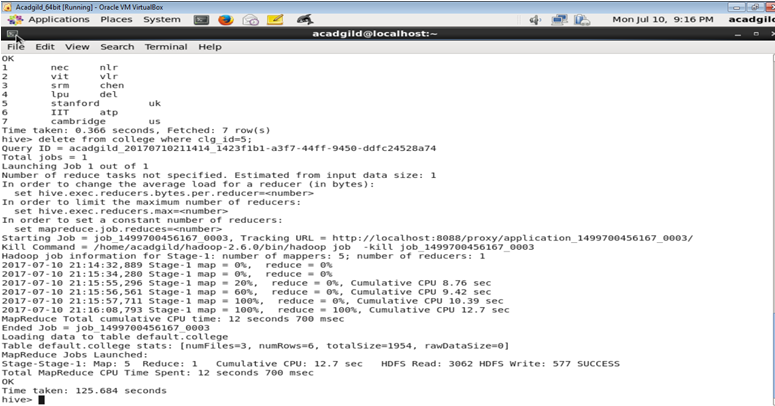 Acadgild_64bit [Running] - Oracle VM VirtualBox
Applications Places System Mon Jul 10, 9:16 PM acadgild
acadgild@localhost:~
File Edit View Search Terminal Help
OK
1 nec nlr
2 vit vlr
3 srm chen
4 lpu del
5 stanford uk
6 IIT atp
7 cambridge us
Time taken: 0.366 seconds, Fetched: 7 row(s)
hive> delete from college where clg_id=5;
Query ID = acadgild_20170710211414_1423f1b1-a3f7-44ff-9450-ddfc24528a74
Total jobs = 1
Launching Job 1 out of 1
Number of reduce tasks not specified. Estimated from input data size: 1
In order to change the average load for a reducer (in bytes):
set hive.exec.reducers.bytes.per.reducer=<number>
In order to limit the maximum number of reducers:
set hive.exec.reducers.max=<number>
In order to set a constant number of reducers:
set mapreduce.job.reduces=<number>
Starting Job = job_1499700456167_0003, Tracking URL = http://localhost:8088/proxy/application_1499700456167_0003/
Kill Command = /home/acadgild/hadoop-2.6.0/bin/hadoop job -kill job_1499700456167_0003
Hadoop job information for Stage-1: number of mappers: 5; number of reducers: 1
2017-07-10 21:14:32,889 Stage-1 map = 0%, reduce = 0%
2017-07-10 21:15:34,280 Stage-1 map = 0%, reduce = 0%
2017-07-10 21:15:55,296 Stage-1 map = 20%, reduce = 0%, Cumulative CPU 8.76 sec
2017-07-10 21:15:56,561 Stage-1 map = 60%, reduce = 0%, Cumulative CPU 9.42 sec
2017-07-10 21:15:57,711 Stage-1 map = 100%, reduce = 0%, Cumulative CPU 10.39 sec
2017-07-10 21:16:08,793 Stage-1 map = 100%, reduce = 100%, Cumulative CPU 12.7 sec
MapReduce Total cumulative CPU time: 12 seconds 700 msec
Ended Job = job_1499700456167_0003
Loading data to table default.college
Table default.college stats: [numFiles=3, numRows=6, totalSize=1954, rawDataSize=0]
MapReduce Jobs Launched:
Stage-Stage-1: Map: 5 Reduce: 1 Cumulative CPU: 12.7 sec HDFS Read: 3062 HDFS Write: 577 SUCCESS
Total MapReduce CPU Time Spent: 12 seconds 700 msec
OK
Time taken: 125.684 seconds
hive>